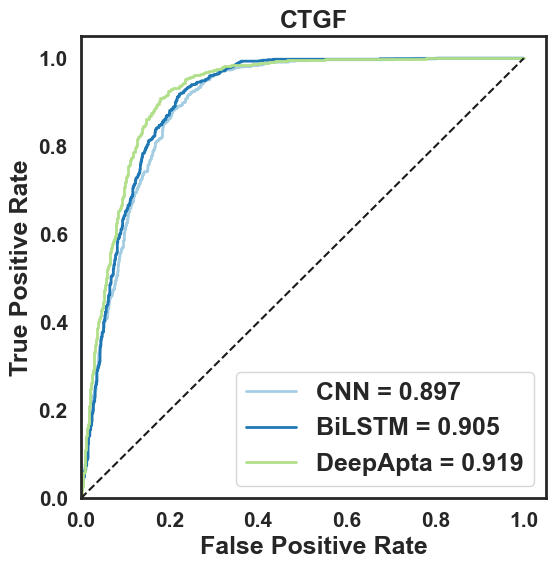 CTGF
True Positive Rate
1.0
0.8
0.6
0.4
0.2
0.0
CNN = 0.897
BiLSTM = 0.905
DeepApta = 0.919
0.0 0.2 0.4 0.6 0.8 1.0
False Positive Rate